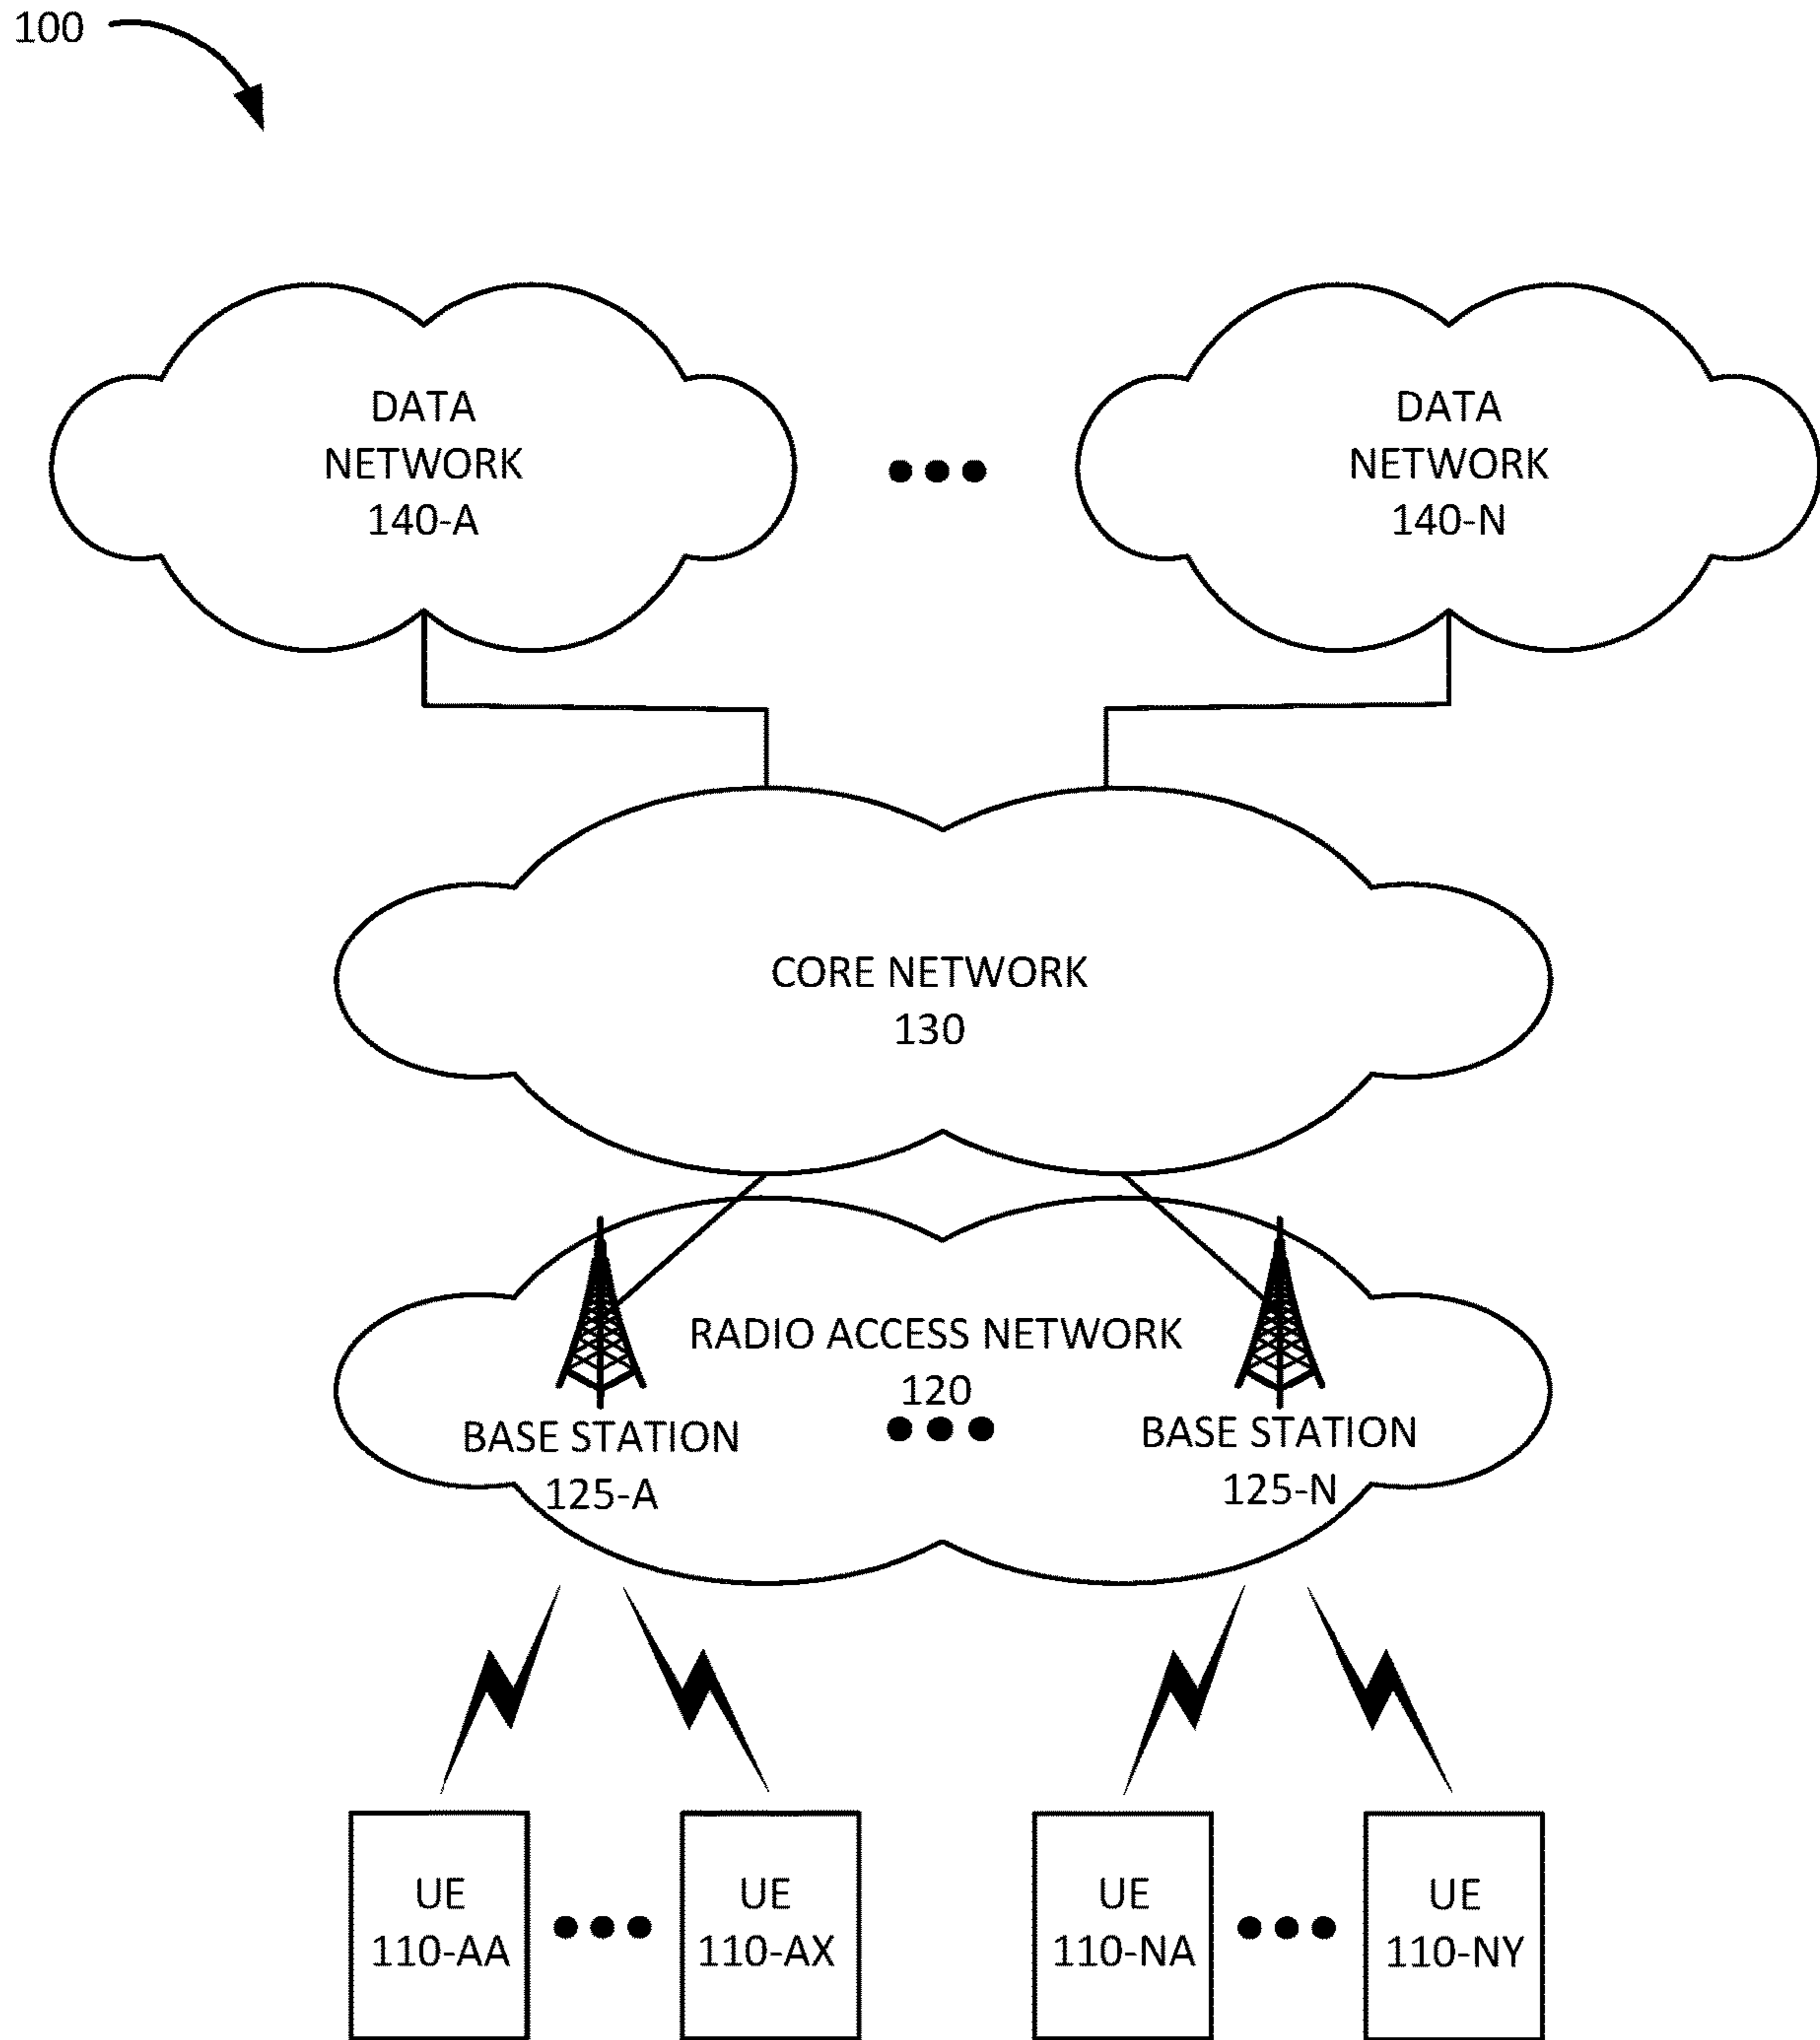 100
DATA
NETWORK
140-A
DATA
NETWORK
140-N
CORE NETWORK
130
RADIO ACCESS NETWORK
120
BASE STATION
125-A
BASE STATION
125-N
UE
110-AA
UE
110-AX
UE
110-NA
UE
110-NY